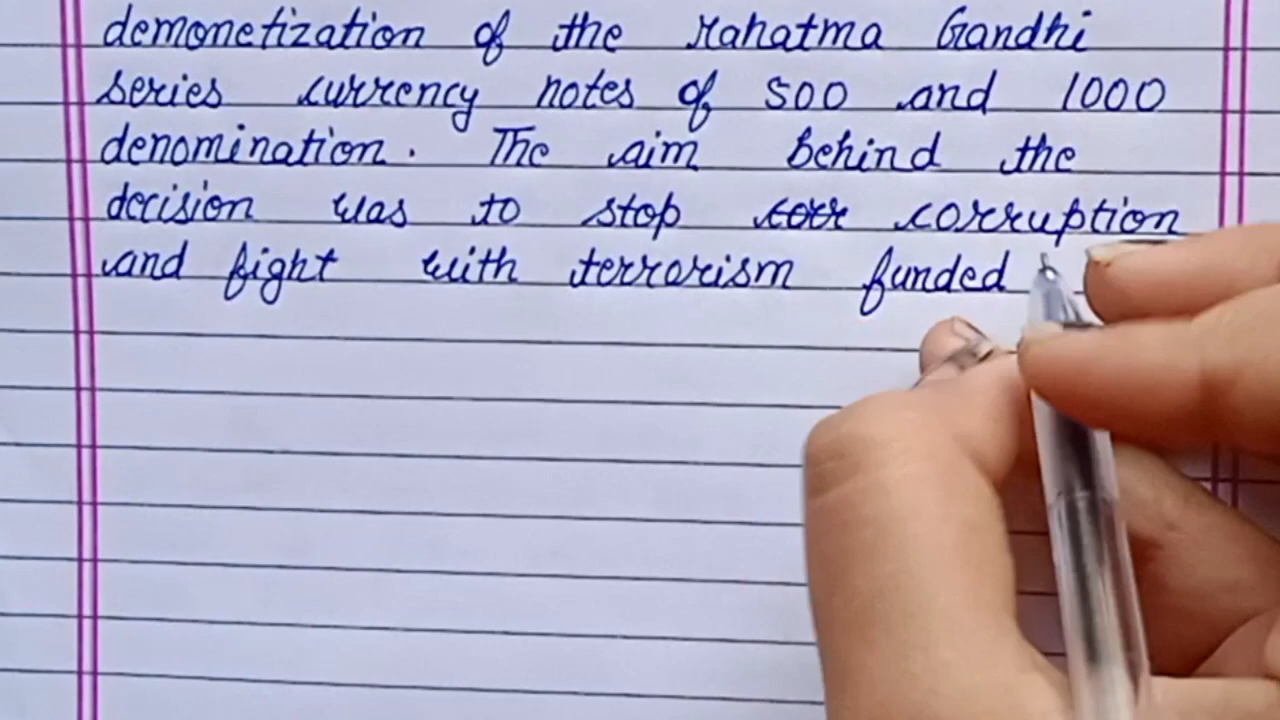 demonetization of the Mahatma Gandhi
series currency notes of 500 and 1000
denomination. The aim behind the
decision was to stop corr corruption
and fight with terrorism funded